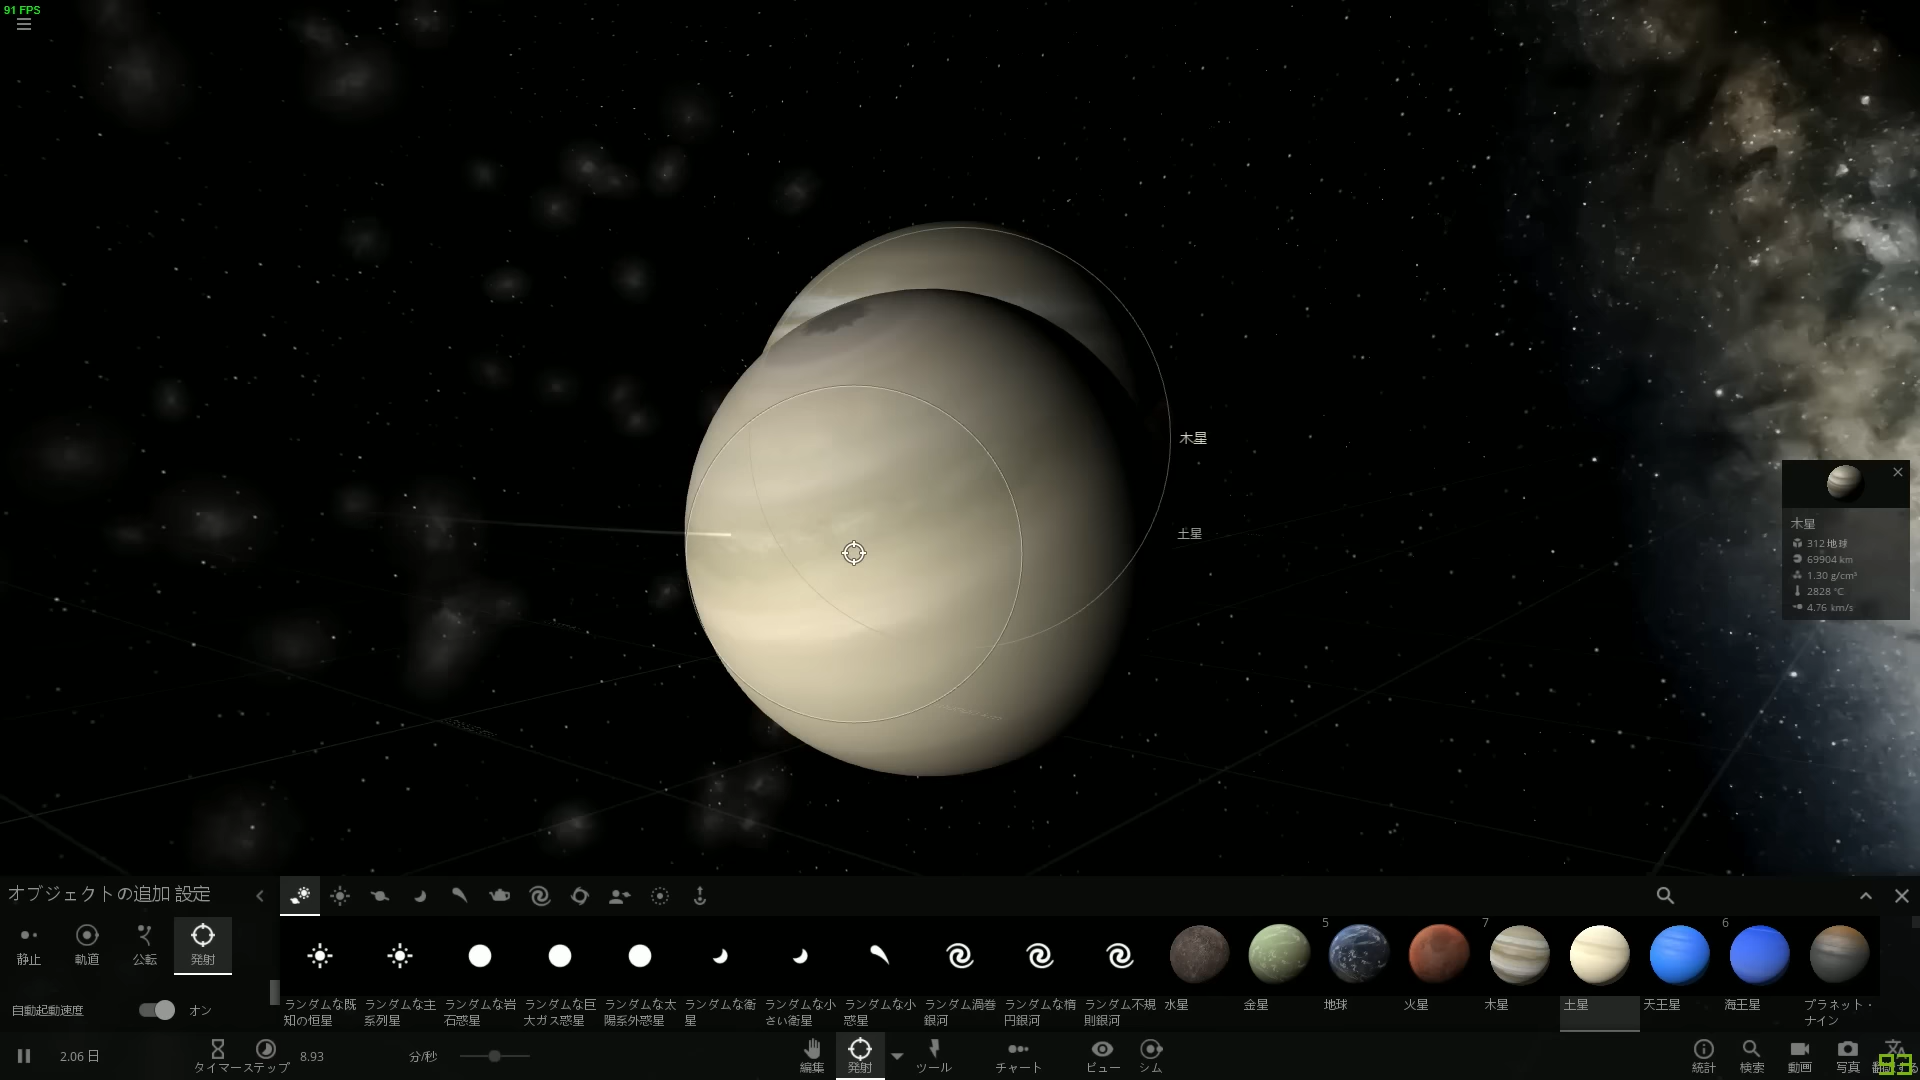 91 FPS
木星
土星
木星
312 地球
69904 km
1.30 g/cm³
2828 °C
4.76 km/s
オブジェクトの追加 設定
静止
軌道
公転
発射
自動起動速度
オン
ランダムな既知の恒星
ランダムな主系列星
ランダムな岩石惑星
ランダムな巨大ガス惑星
ランダムな太陽系外惑星
ランダムな衛星
ランダムな小さい衛星
ランダムな小惑星
ランダム渦巻銀河
ランダムな楕円銀河
ランダム不規則銀河
水星
金星
5
地球
火星
7
木星
土星
天王星
6
海王星
プラネット・ナイン
2.06 日
タイマー
ステップ
8.93
分/秒
編集
発射
ツール
チャート
ビュー
シム
統計
検索
動画
写真
93